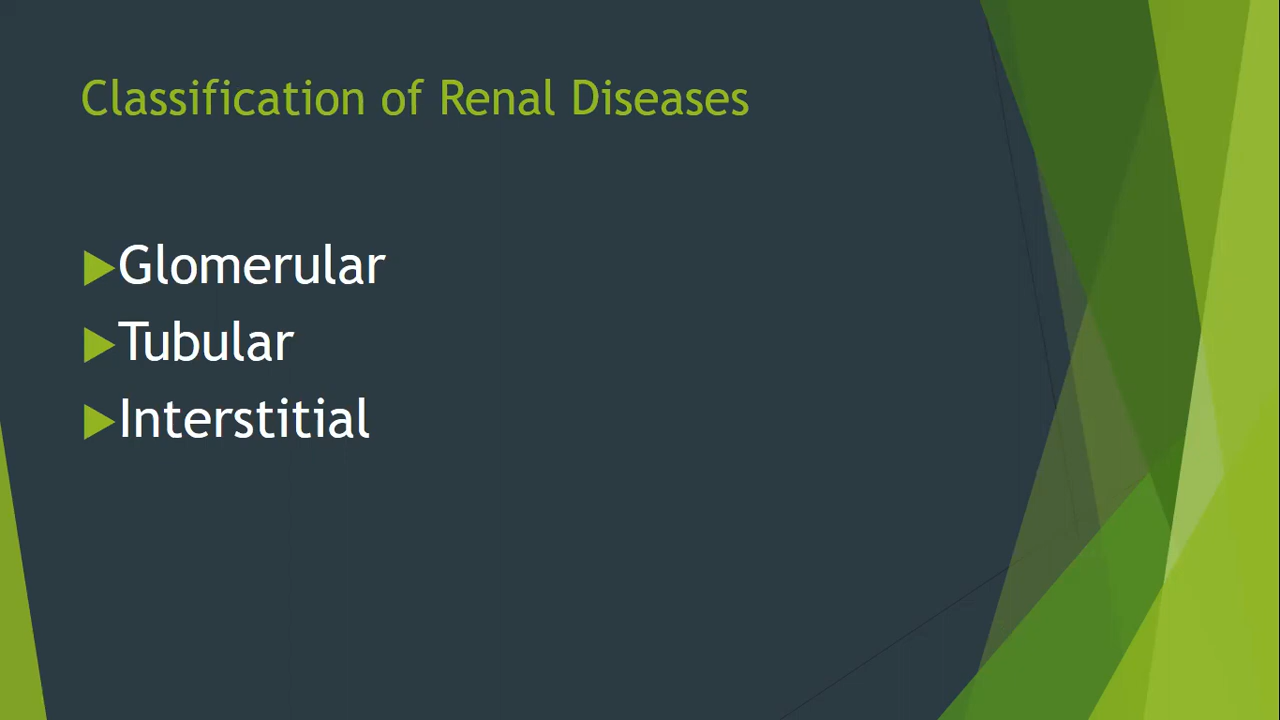 Classification of Renal Diseases
Glomerular
Tubular
Interstitial